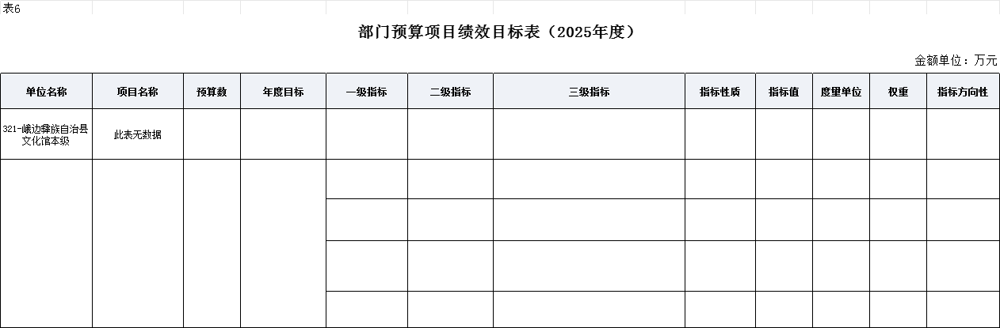 表6
部门预算项目绩效目标表（2025年度）
金额单位：万元
单位名称 项目名称 预算数 年度目标 一级指标 二级指标 三级指标 指标性质 指标值 度量单位 权重 指标方向性
321-峨边彝族自治县
文化馆本级 此表无数据